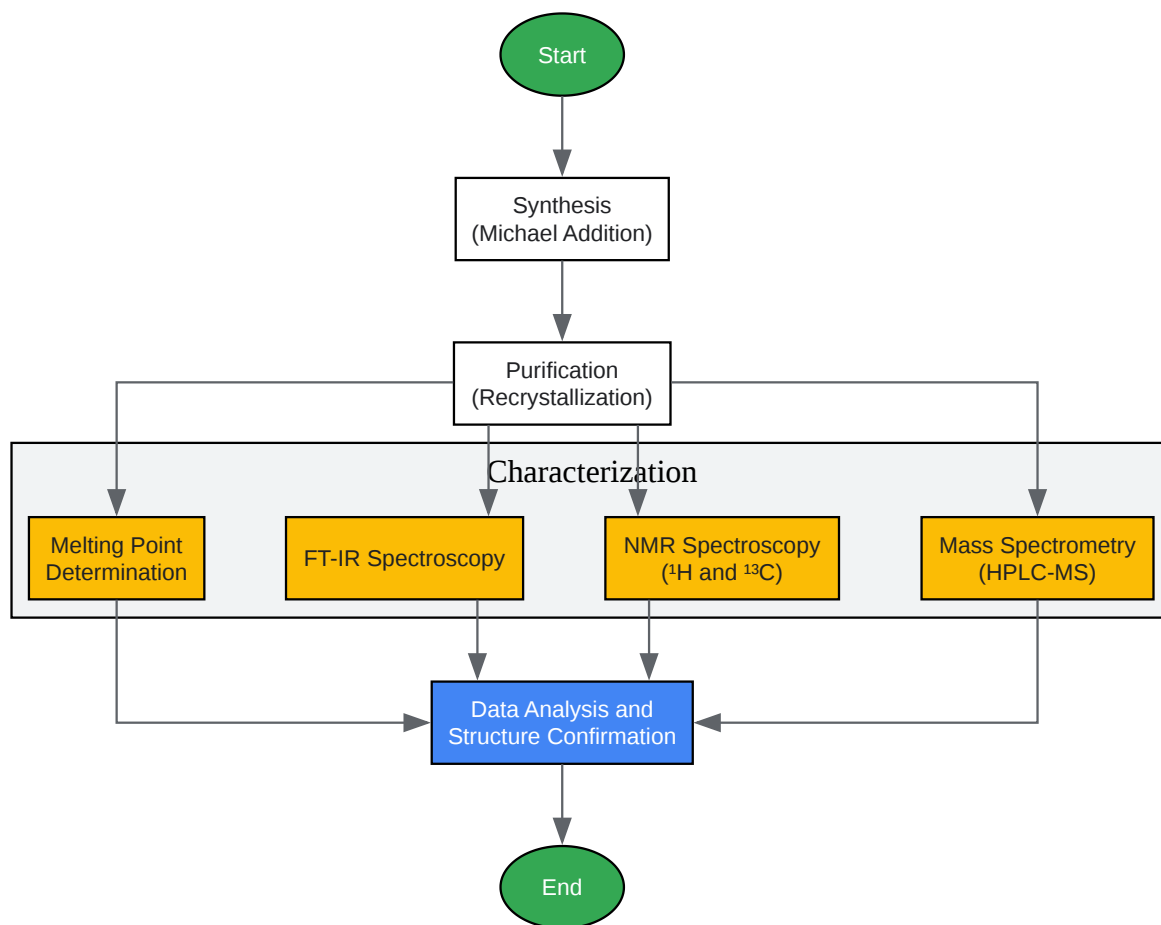 Start
Synthesis
(Michael Addition)
Purification
(Recrystallization)
Characterization
Melting Point
Determination
FT-IR Spectroscopy
NMR Spectroscopy
(¹H and ¹³C)
Mass Spectrometry
(HPLC-MS)
Data Analysis and
Structure Confirmation
End